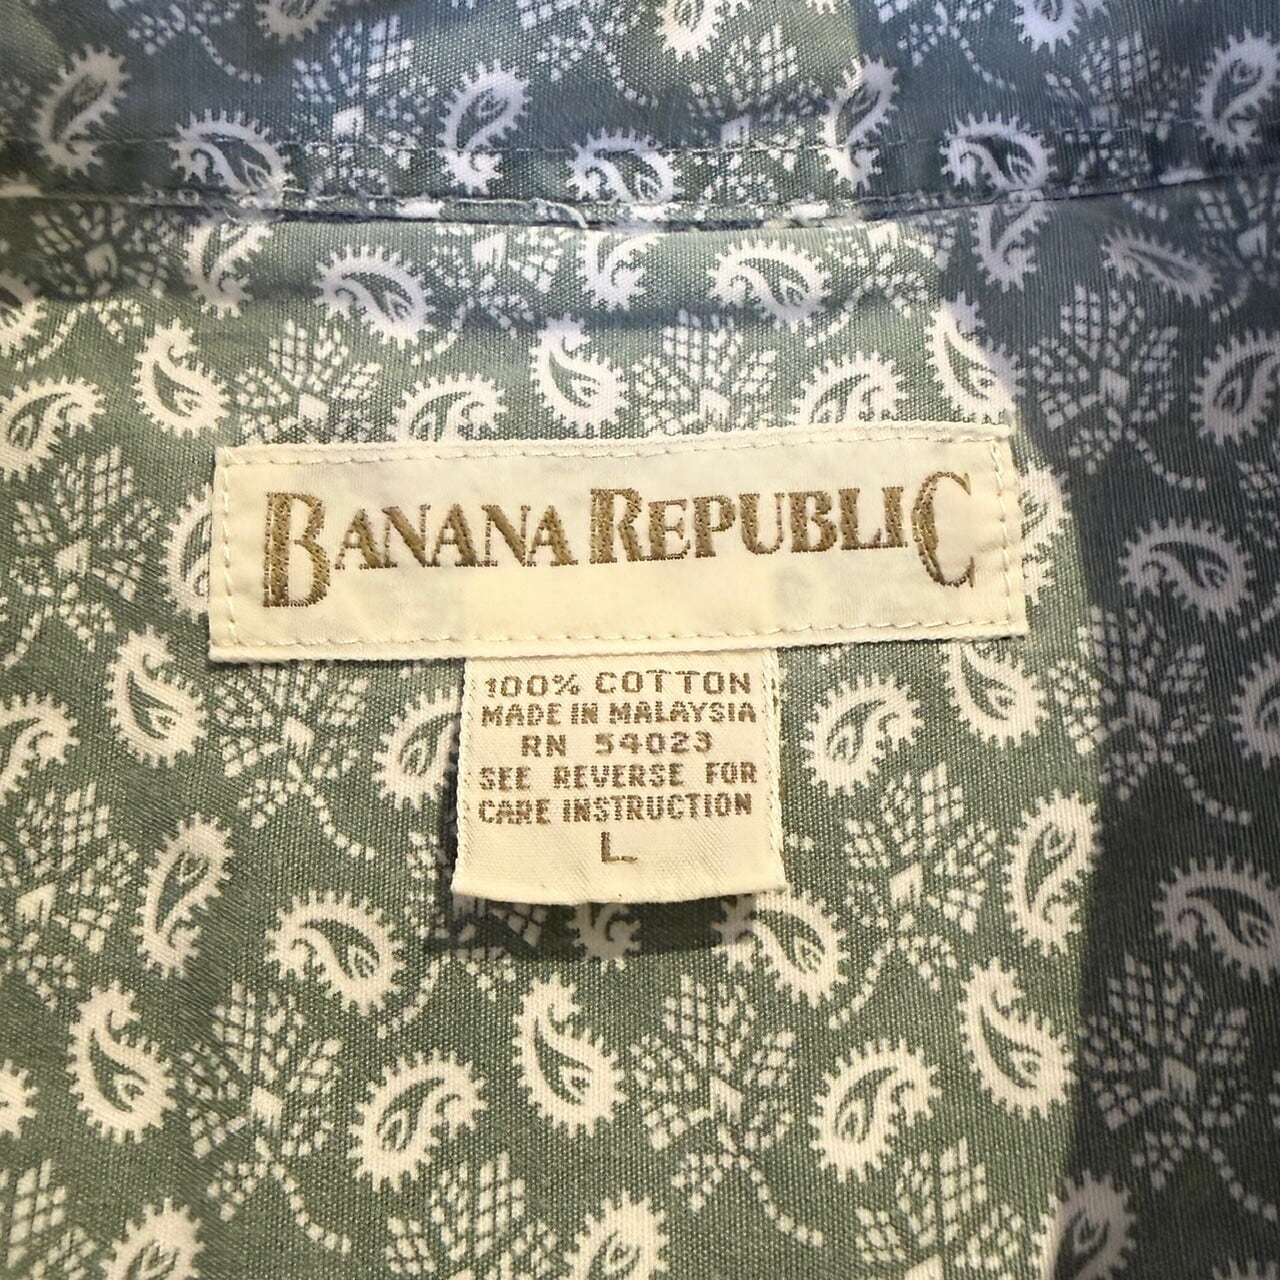 BANANA REPUBLIC
100% COTTON
MADE IN MALAYSIA
RN 54023
SEE REVERSE FOR
CARE INSTRUCTION
L